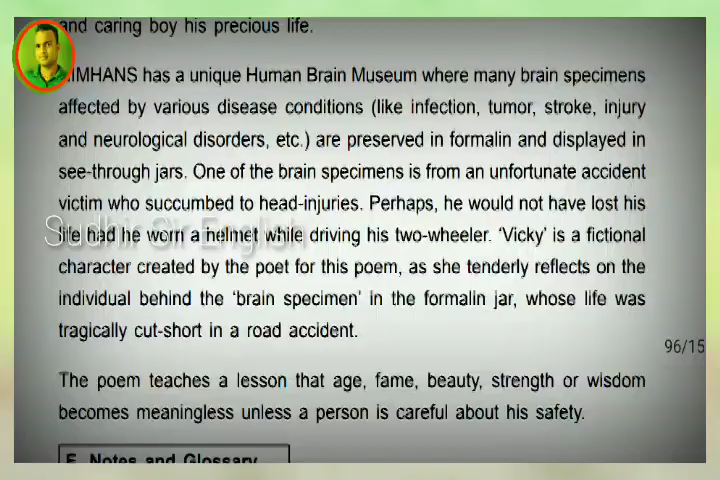 and caring boy his precious life.
NIMHANS has a unique Human Brain Museum where many brain specimens
affected by various disease conditions (like infection, tumor, stroke, injury
and neurological disorders, etc.) are preserved in formalin and displayed in
see-through jars. One of the brain specimens is from an unfortunate accident
victim who succumbed to head-injuries. Perhaps, he would not have lost his
life had he worn a helmet while driving his two-wheeler. 'Vicky' is a fictional
character created by the poet for this poem, as she tenderly reflects on the
individual behind the 'brain specimen' in the formalin jar, whose life was
tragically cut-short in a road accident.
The poem teaches a lesson that age, fame, beauty, strength or wisdom
becomes meaningless unless a person is careful about his safety.
E. Notes and Glossary
Sudhir Sir English
96/15